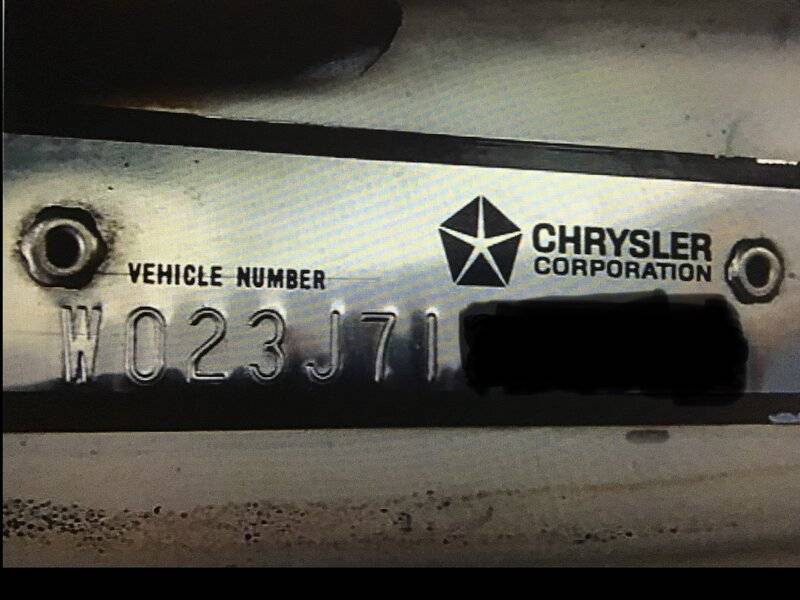 CHRYSLER
CORPORATION
VEHICLE NUMBER
W023J71